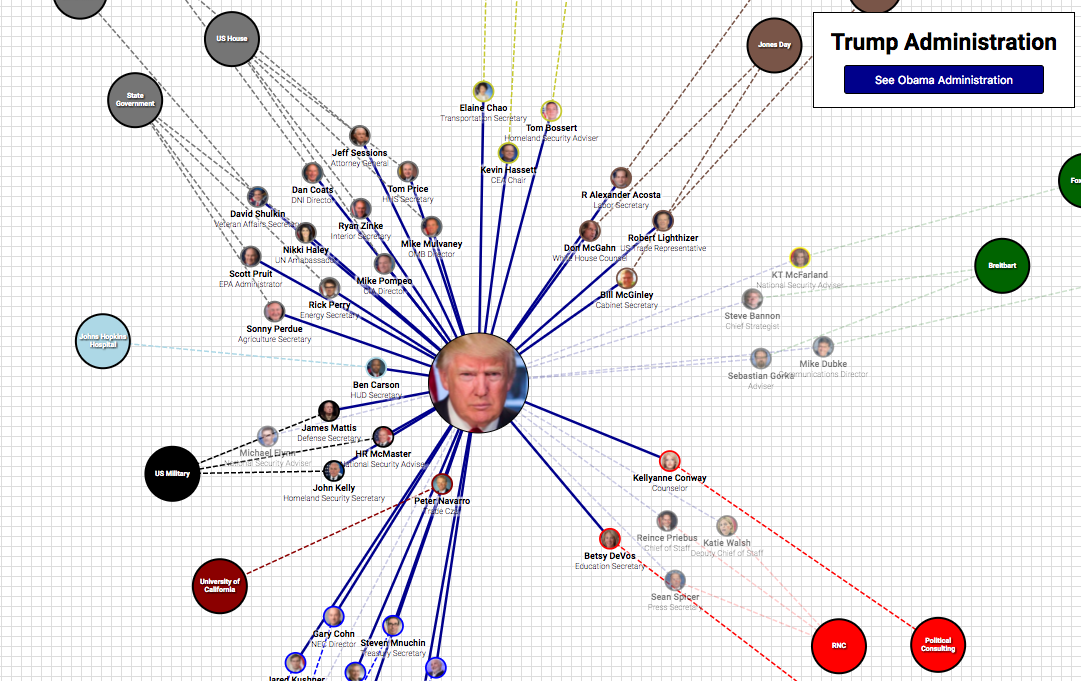 Trump Administration
See Obama Administration
US House
Jones Day
State
Government
Elaine Chao
Transportation Secretary
Tom Bossert
Homeland Security Adviser
Kevin Hassett
CEA Chair
Jeff Sessions
Attorney General
Dan Coats
DNI Director
Tom Price
HHS Secretary
David Shulkin
Veteran Affairs Secretary
Ryan Zinke
Interior Secretary
Nikki Haley
UN Amabassador
Mike Mulvaney
OMB Director
R Alexander Acosta
Labor Secretary
Robert Lighthizer
US Trade Representative
Don McGahn
White House Counsel
Scott Pruit
EPA Administrator
Mike Pompeo
CIA Director
Rick Perry
Energy Secretary
Bill McGinley
Cabinet Secretary
KT McFarland
National Security Adviser
Breitbart
Fox
Steve Bannon
Chief Strategist
Sonny Perdue
Agriculture Secretary
Johns Hopkins
Hospital
Mike Dubke
Communications Director
Sebastian Gorka
Adviser
Ben Carson
HUD Secretary
James Mattis
Defense Secretary
Michael Flynn
National Security Adviser
HR McMaster
National Security Adviser
US Military
John Kelly
Homeland Security Secretary
Peter Navarro
Trade Czar
Kellyanne Conway
Counselor
Reince Priebus
Chief of Staff
Katie Walsh
Deputy Chief of Staff
Betsy DeVos
Education Secretary
Sean Spicer
Press Secretary
University of
California
Gary Cohn
NEC Director
Steven Mnuchin
Treasury Secretary
RNC
Political
Consulting
Jared Kushner